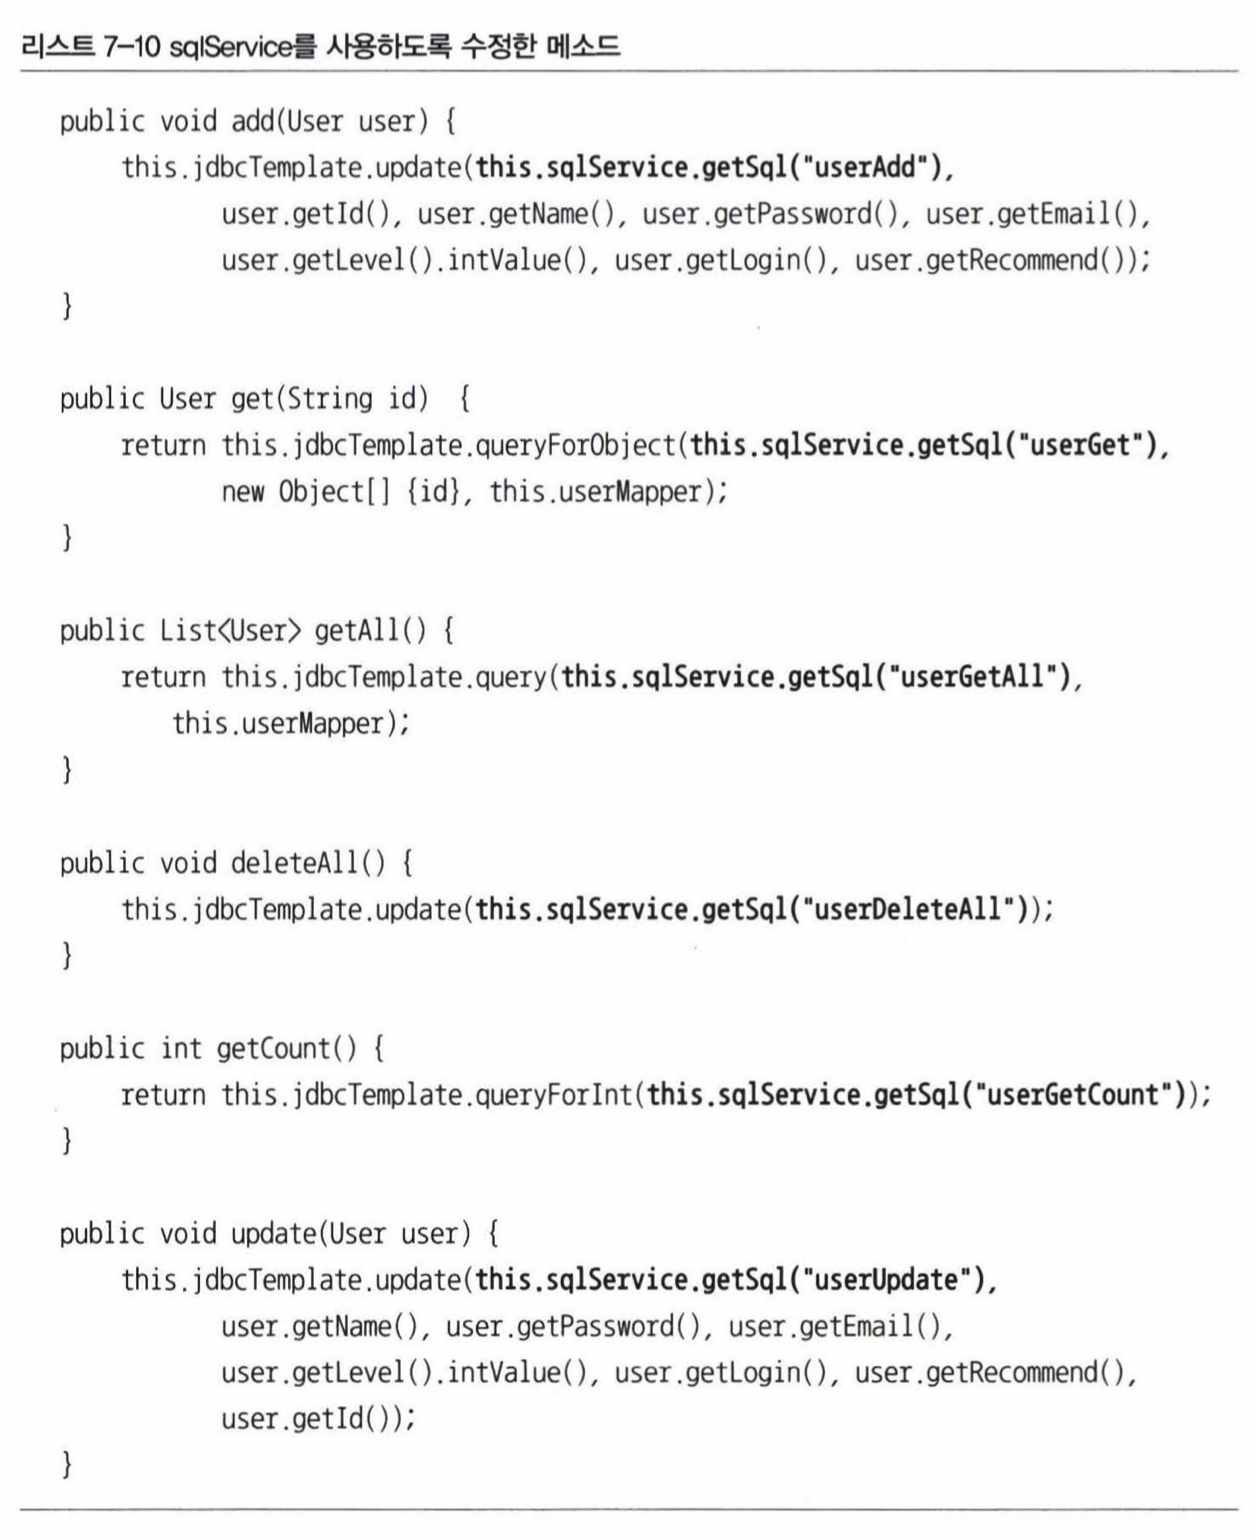 리스트 7-10 sqlService를 사용하도록 수정한 메소드
public void add(User user) {
this.jdbcTemplate.update(this.sqlService.getSql("userAdd"),
user.getId(), user.getName(), user.getPassword(), user.getEmail(),
user.getLevel().intValue(), user.getLogin(), user.getRecommend());
}
public User get(String id)  {
return this.jdbcTemplate.queryForObject(this.sqlService.getSql("userGet"),
new Object[] {id}, this.userMapper);
}
public List<User> getAll() {
return this.jdbcTemplate.query(this.sqlService.getSql("userGetAll"),
this.userMapper);
}
public void deleteAll() {
this.jdbcTemplate.update(this.sqlService.getSql("userDeleteAll"));
}
public int getCount() {
return this.jdbcTemplate.queryForInt(this.sqlService.getSql("userGetCount"));
}
public void update(User user) {
this.jdbcTemplate.update(this.sqlService.getSql("userUpdate"),
user.getName(), user.getPassword(), user.getEmail(),
user.getLevel().intValue(), user.getLogin(), user.getRecommend(),
user.getId());
}